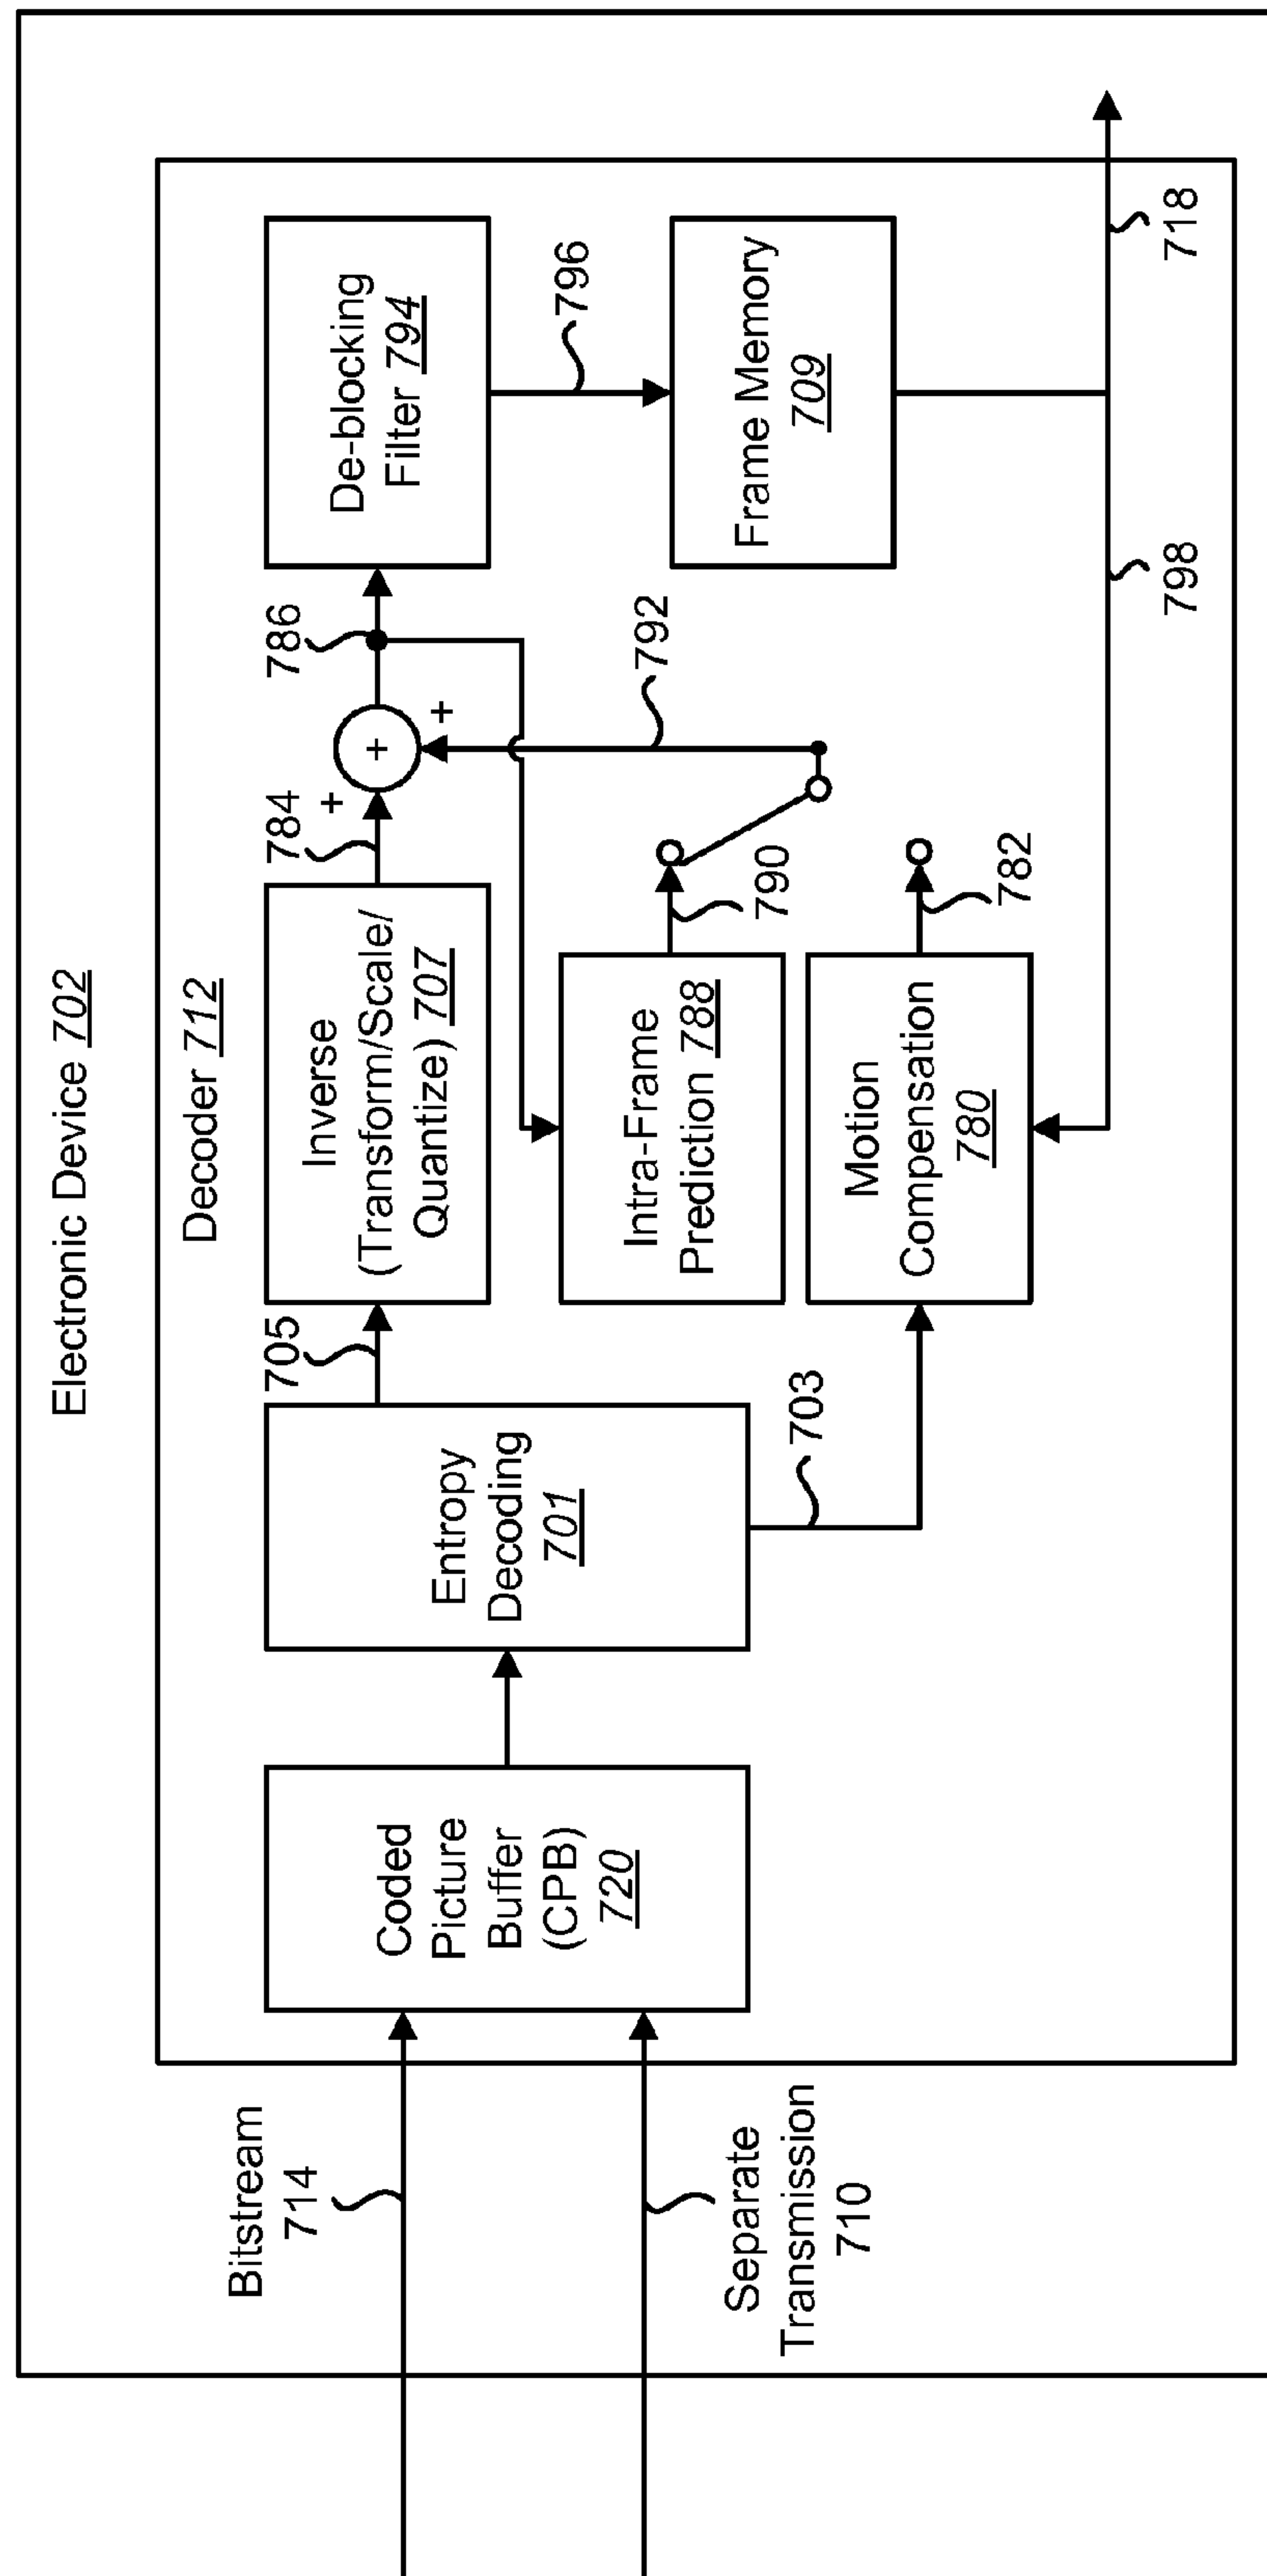 Electronic Device 702
Decoder 712
Bitstream
714
Separate
Transmission
710
Coded
Picture
Buffer
(CPB)
720
Entropy
Decoding
701
705
703
Inverse
(Transform/Scale/
Quantize) 707
784
+
+
+
786
De-blocking
Filter 794
796
Frame Memory
709
Intra-Frame
Prediction 788
790
792
Motion
Compensation
780
782
798
718